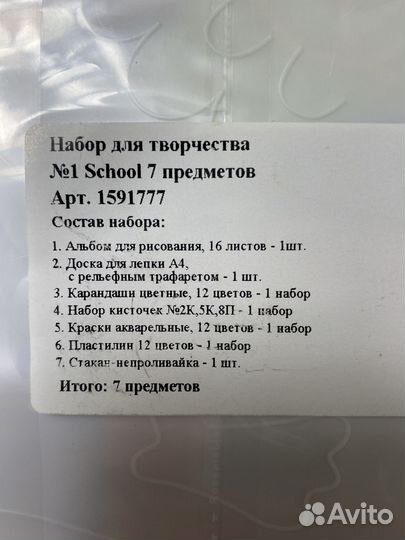 Набор для творчества
№1 School 7 предметов
Арт. 1591777
Состав набора:
1. Альбом для рисования, 16 листов - 1шт.
2. Доска для лепки А4,
с рельефным трафаретом - 1 шт.
3. Карандаши цветные, 12 цветов - 1 набор
4. Набор кисточек №2К,5К,8П - 1 набор
5. Краски акварельные, 12 цветов - 1 набор
6. Пластилин 12 цветов - 1 набор
7. Стакан-непроливайка - 1 шт.
Итого: 7 предметов
Avito